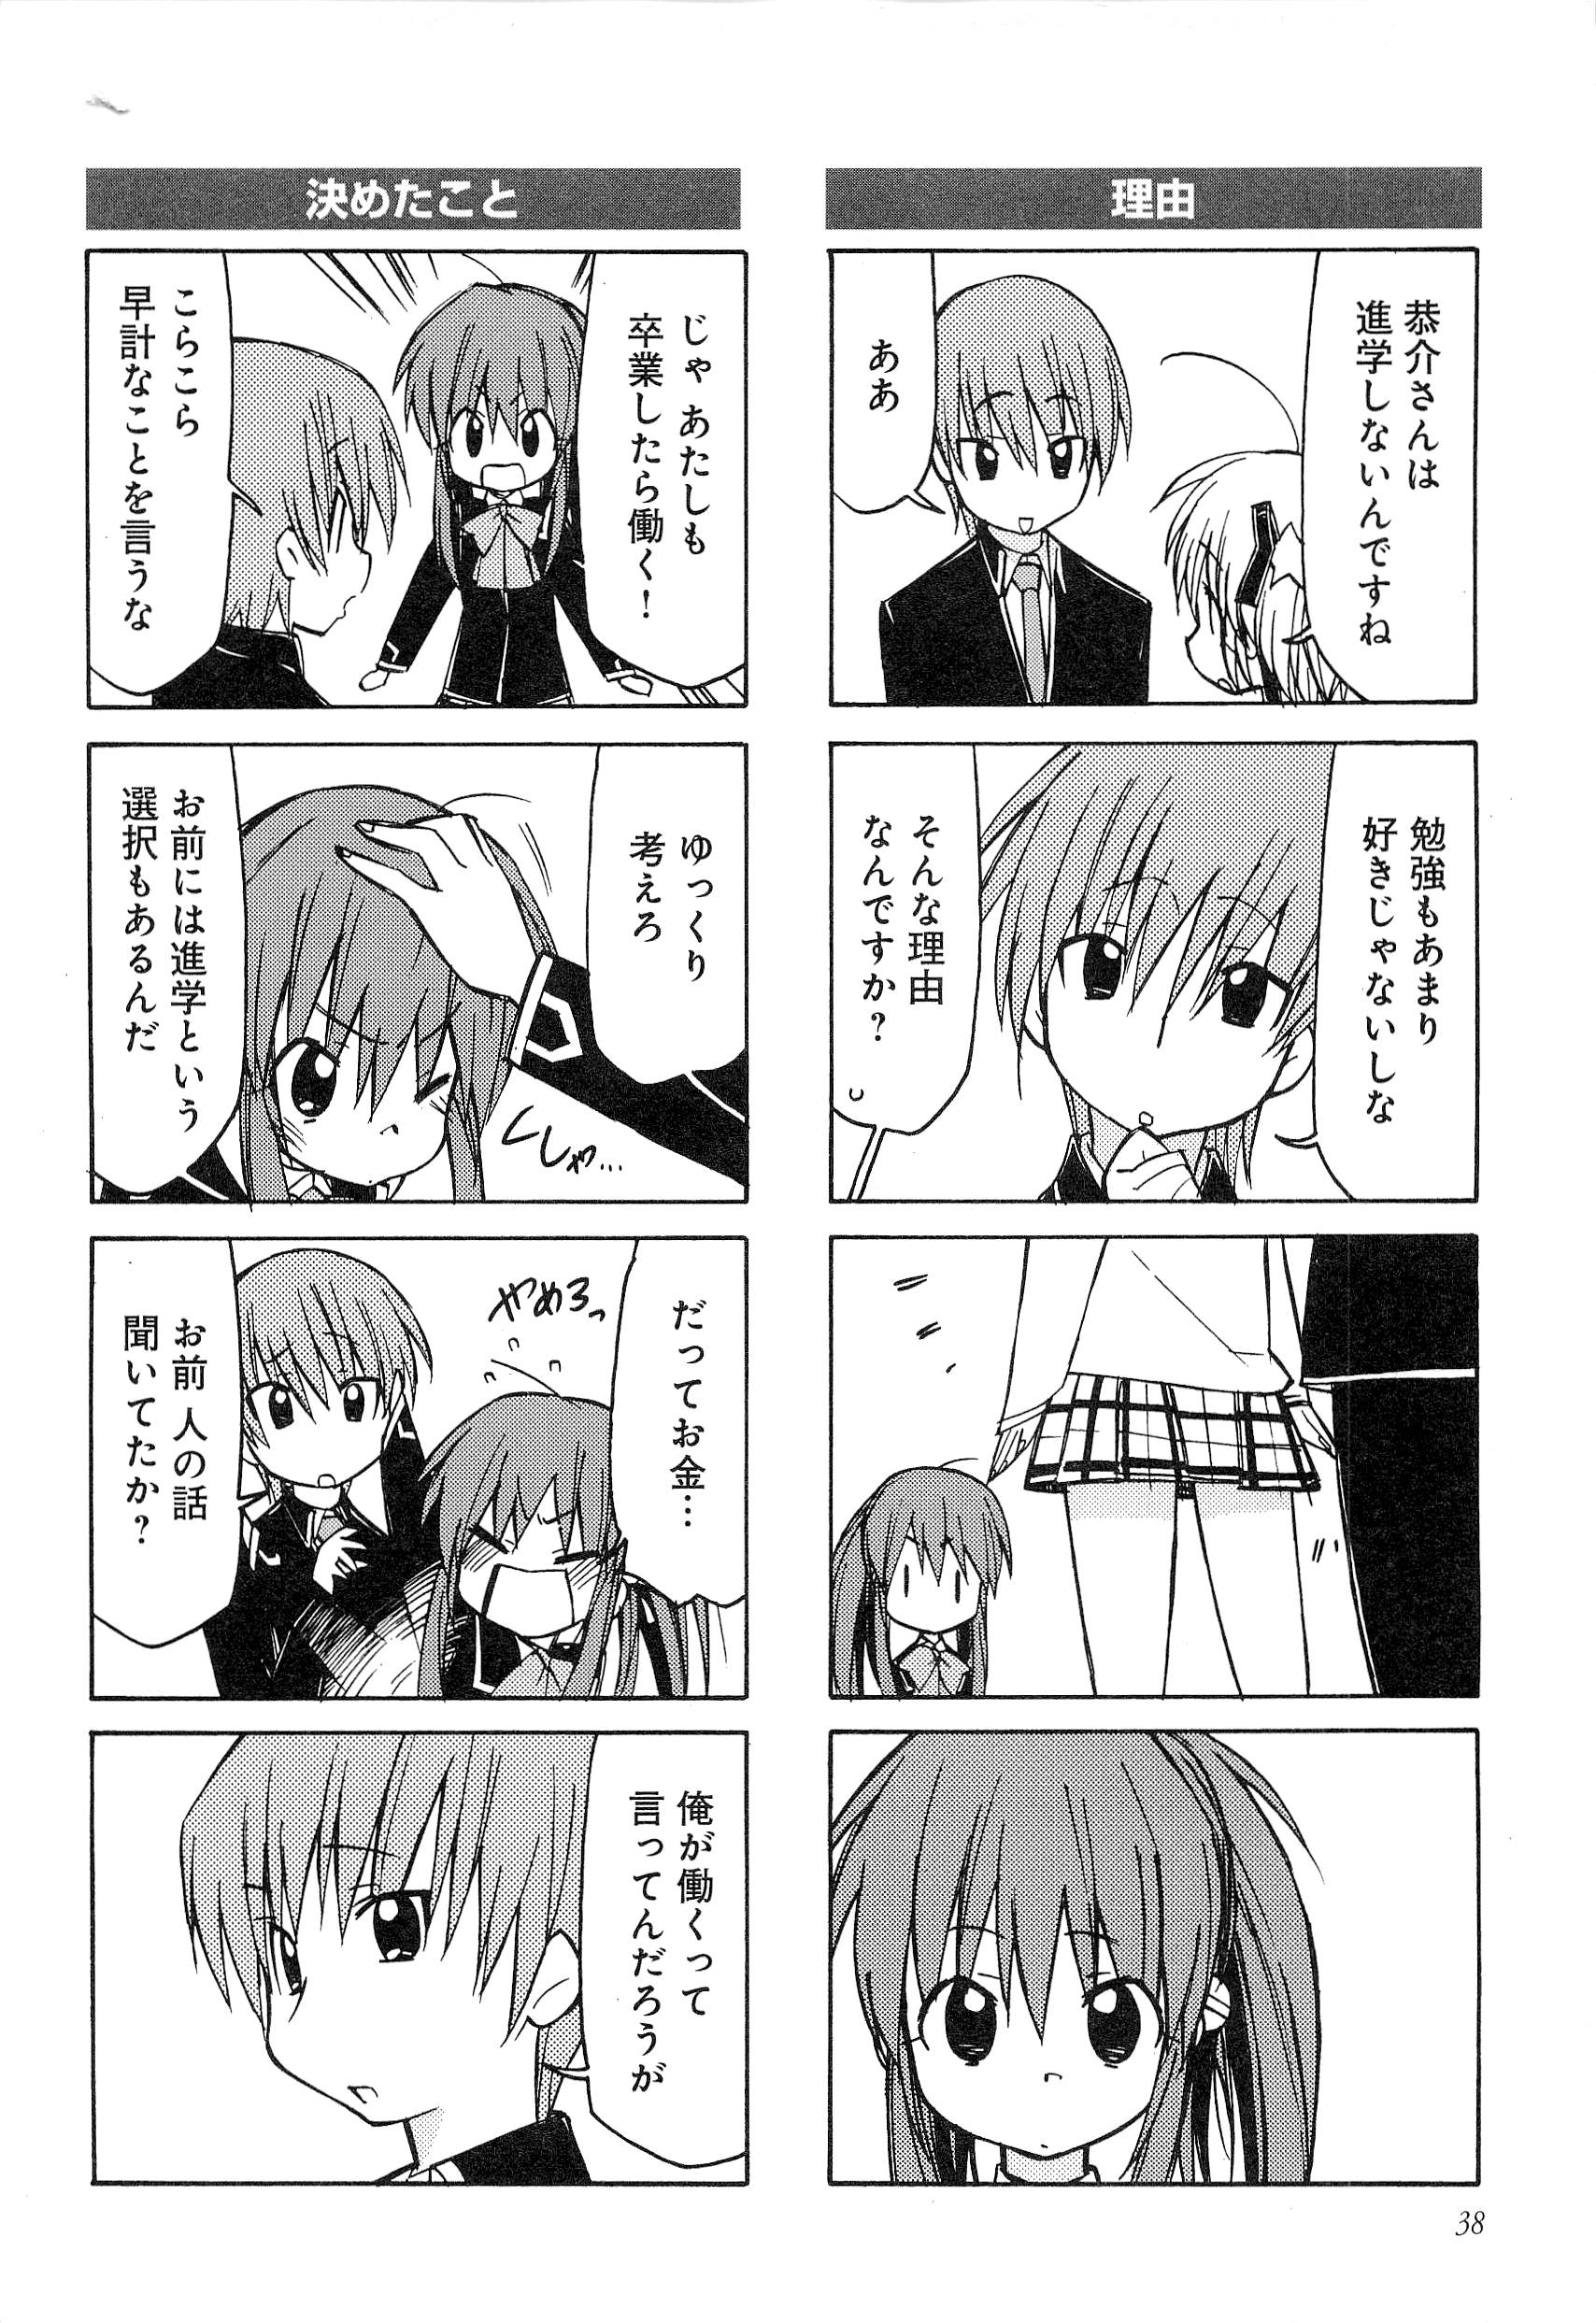 理由
恭介さんは
進学しないんですね
ああ
勉強もあまり
好きじゃないしな
そんな理由
なんですか?
決めたこと
じゃ あたしも
卒業したら働く!
こらこら
早計なことを言うな
ゆっくり
考えろ
くしゃ…
お前には進学という
選択もあるんだ
だってお金…
やめろっ
お前 人の話
聞いてたか?
俺が働くって
言ってんだろうが
38